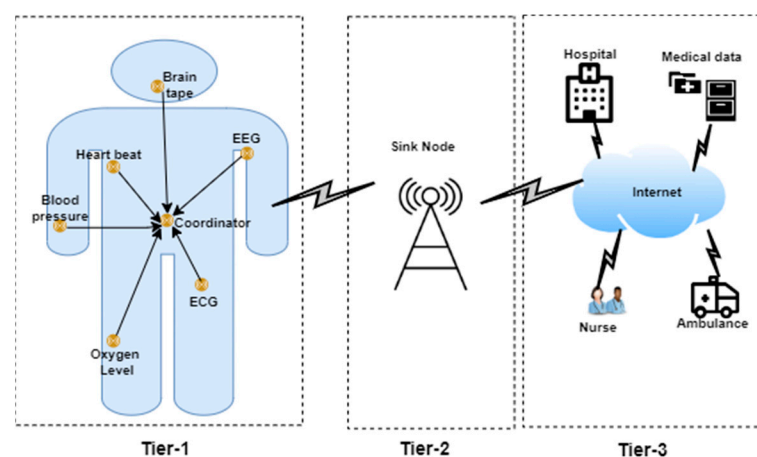 Brain
tape
EEG
Heart beat
Blood
pressure
Coordinator
ECG
Oxygen
Level
Tier-1
Sink Node
Tier-2
Hospital
Medical data
Internet
Nurse
Ambulance
Tier-3